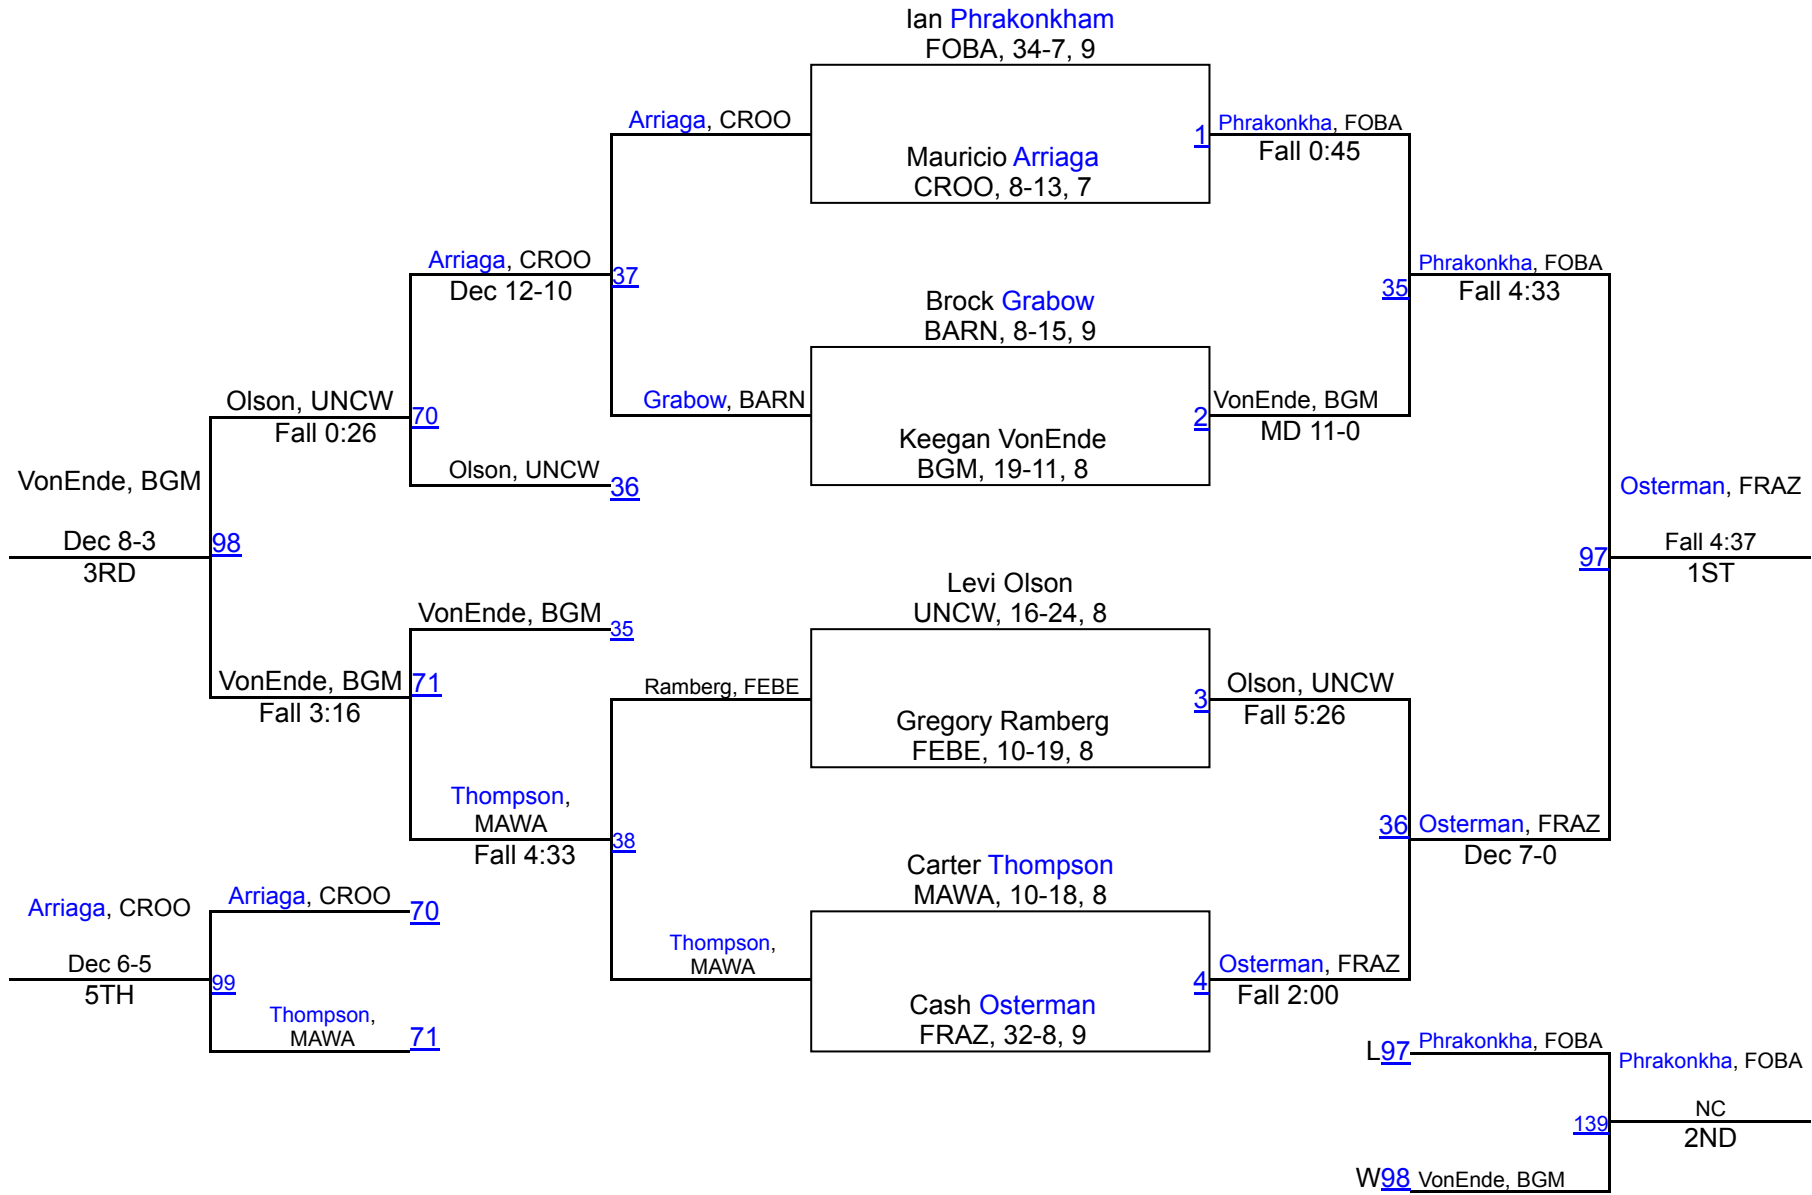 Ian Phrakonkham
FOBA, 34-7, 9
Arriaga, CROO
1
Phrakonkha, FOBA
Fall 0:45
Mauricio Arriaga
CROO, 8-13, 7
Arriaga, CROO
Dec 12-10
37
Phrakonkha, FOBA
35
Fall 4:33
Brock Grabow
BARN, 8-15, 9
Olson, UNCW
Fall 0:26
70
Grabow, BARN
2
VonEnde, BGM
MD 11-0
Keegan VonEnde
BGM, 19-11, 8
Olson, UNCW
36
VonEnde, BGM
Dec 8-3
3RD
98
Osterman, FRAZ
97
Fall 4:37
1ST
Levi Olson
UNCW, 16-24, 8
VonEnde, BGM
35
VonEnde, BGM
Fall 3:16
71
Ramberg, FEBE
3
Olson, UNCW
Fall 5:26
Gregory Ramberg
FEBE, 10-19, 8
Thompson,
MAWA
Fall 4:33
38
36
Osterman, FRAZ
Dec 7-0
Carter Thompson
MAWA, 10-18, 8
Arriaga, CROO
Dec 6-5
5TH
Arriaga, CROO
70
99
Thompson,
MAWA
71
Thompson,
MAWA
4
Osterman, FRAZ
Fall 2:00
Cash Osterman
FRAZ, 32-8, 9
L97
Phrakonkha, FOBA
Phrakonkha, FOBA
139
NC
2ND
W98
VonEnde, BGM